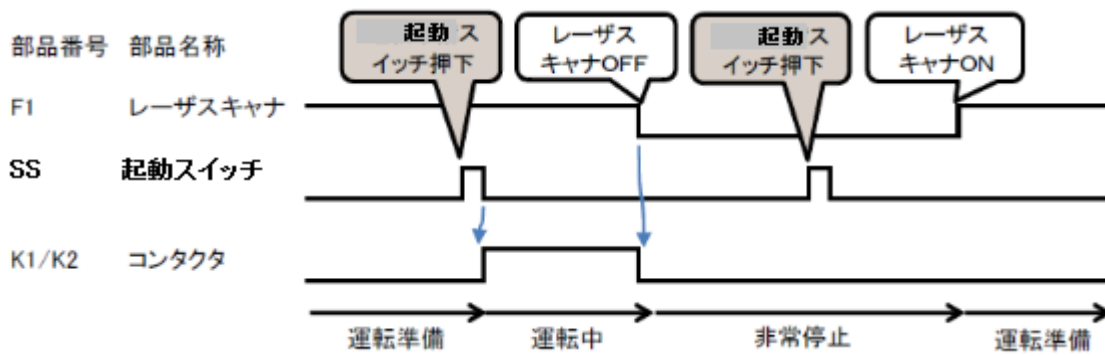 部品番号 部品名称
起動ス
イッチ押下
レーザス
キャナOFF
起動ス
イッチ押下
レーザス
キャナON
F1 レーザスキャナ
SS 起動スイッチ
K1/K2 コンタクタ
運転準備 運転中 非常停止 運転準備